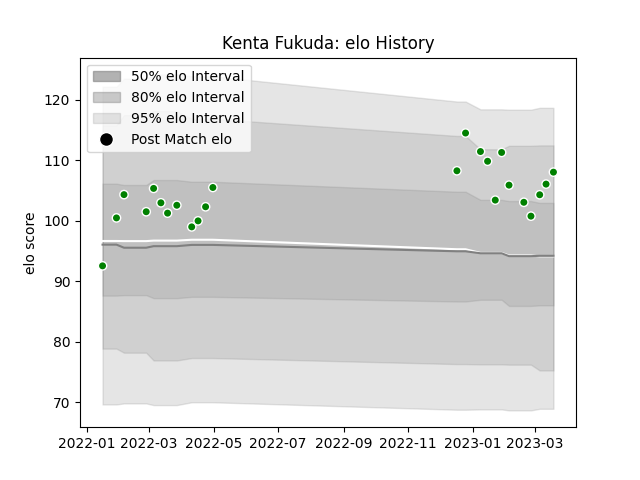 Kenta Fukuda: elo History
50% elo Interval
80% elo Interval
95% elo Interval
Post Match elo
elo score
120
110
100
90
80
70
2022-01 2022-03 2022-05 2022-07 2022-09 2022-11 2023-01 2023-03